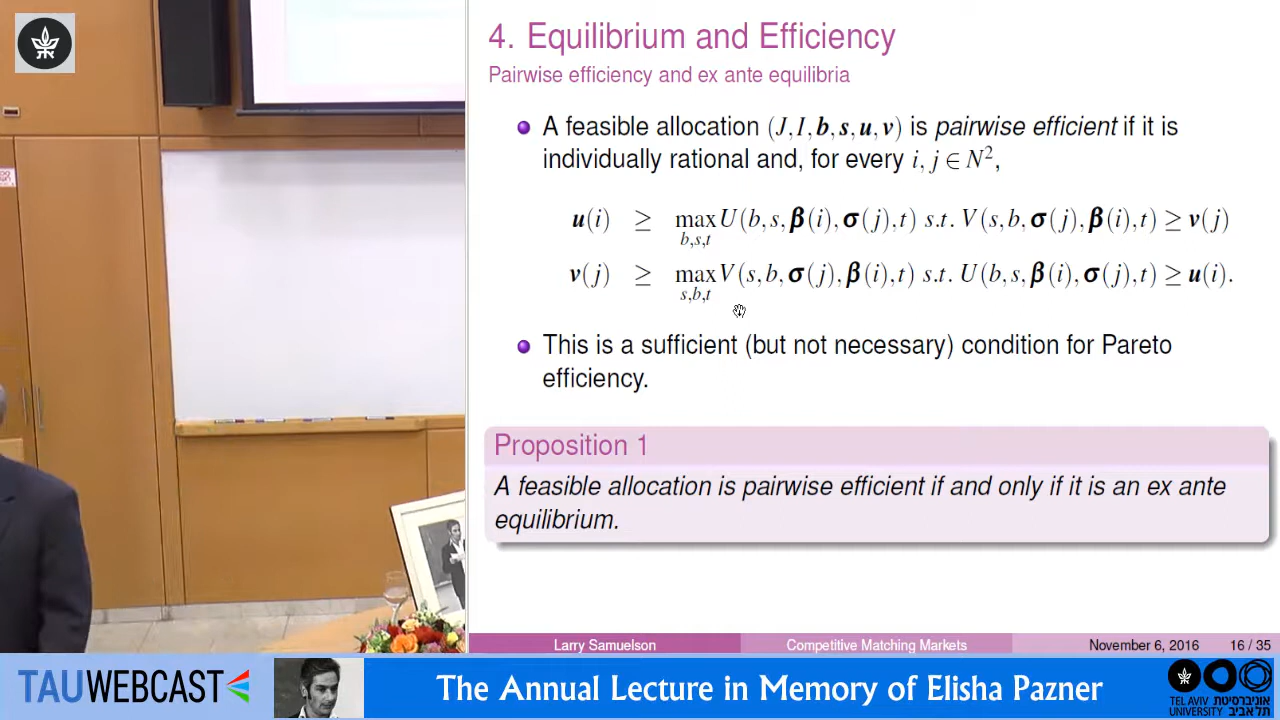 4. Equilibrium and Efficiency
Pairwise efficiency and ex ante equilibria
A feasible allocation (J, I, b, s, u, v) is pairwise efficient if it is
individually rational and, for every i, j ∈ N², 
u(i) ≥ max U(b, s, β(i), σ(j), t) s.t. V(s, b, σ(j), β(i), t) ≥ v(j)
b,s,t
v(j) ≥ max V(s, b, σ(j), β(i), t) s.t. U(b, s, β(i), σ(j), t) ≥ u(i).
s,b,t
This is a sufficient (but not necessary) condition for Pareto
efficiency.
Proposition 1
A feasible allocation is pairwise efficient if and only if it is an ex ante
equilibrium.
Larry Samuelson
Competitive Matching Markets
November 6, 2016
16 / 35
TAUWEBCAST
The Annual Lecture in Memory of Elisha Pazner
TEL AVIV אוניברסיטת
UNIVERSITY תל אביב